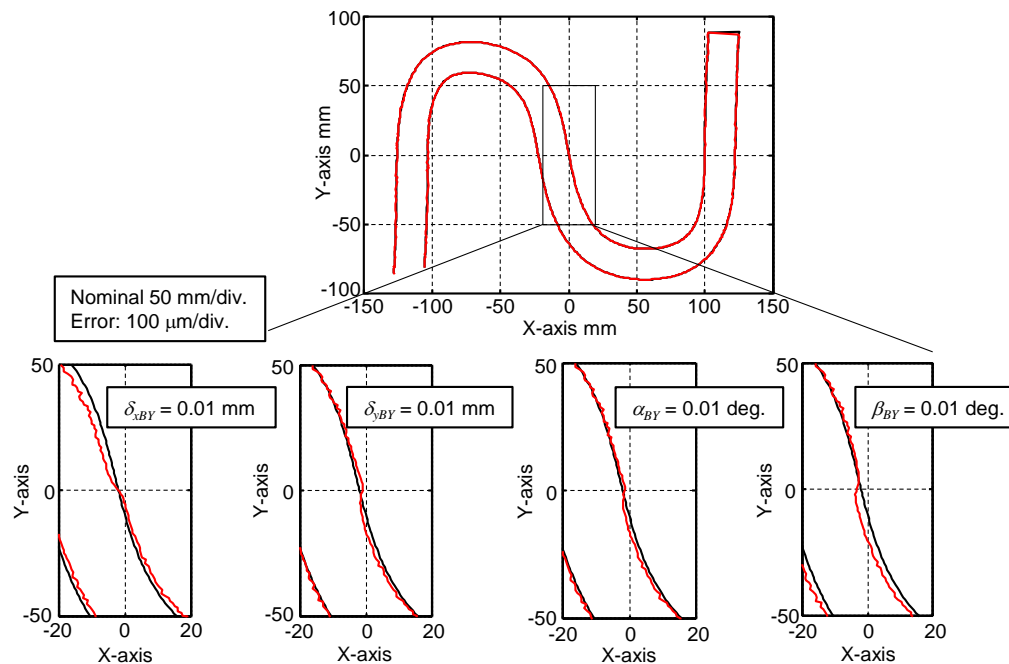 100
50
0
-50
-100
Y-axis mm
-150 -100 -50 0 50 100 150
X-axis mm
Nominal 50 mm/div.
Error: 100 μm/div.
50
0
-50
Y-axis
δxBY = 0.01 mm
-20 0 20
X-axis
50
0
-50
Y-axis
δyBY = 0.01 mm
-20 0 20
X-axis
50
0
-50
Y-axis
αBY = 0.01 deg.
-20 0 20
X-axis
50
0
-50
Y-axis
βBY = 0.01 deg.
-20 0 20
X-axis